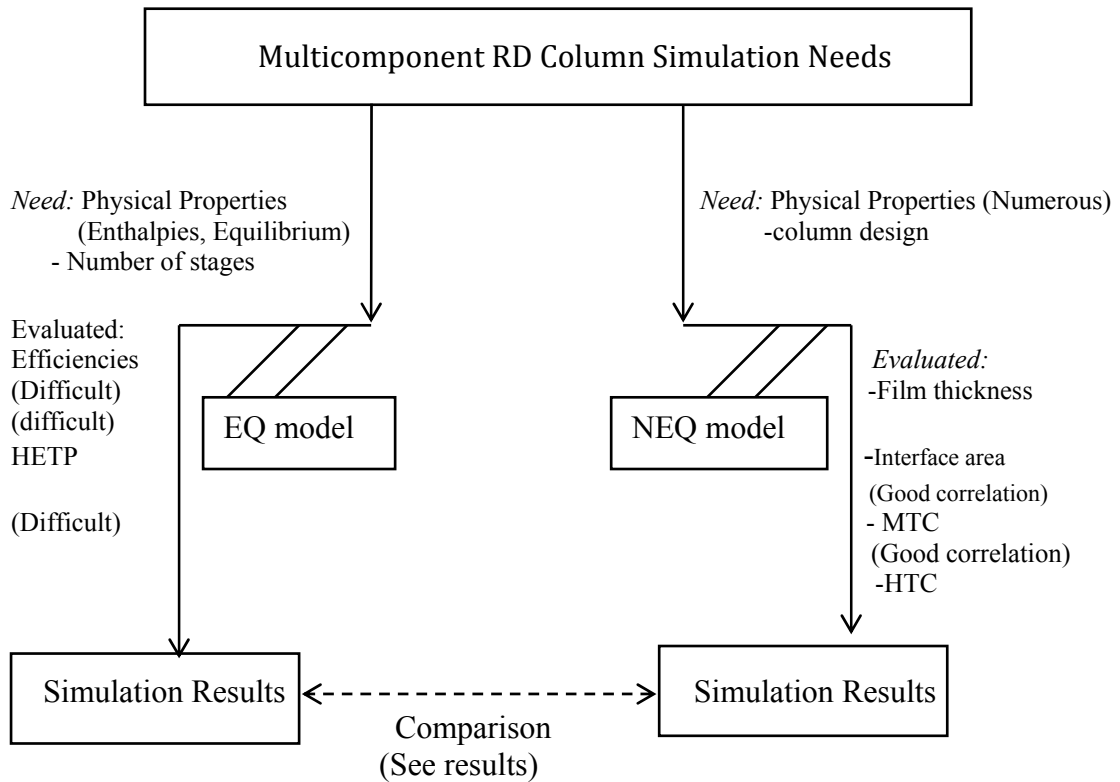 Multicomponent RD Column Simulation Needs
Need: Physical Properties
(Enthalpies, Equilibrium)
- Number of stages
Need: Physical Properties (Numerous)
-column design
Evaluated:
Efficiencies
(Difficult)
(difficult)
HETP
(Difficult)
EQ model
NEQ model
Evaluated:
-Film thickness
-Interface area
(Good correlation)
- MTC
(Good correlation)
-HTC
Simulation Results
Simulation Results
Comparison
(See results)